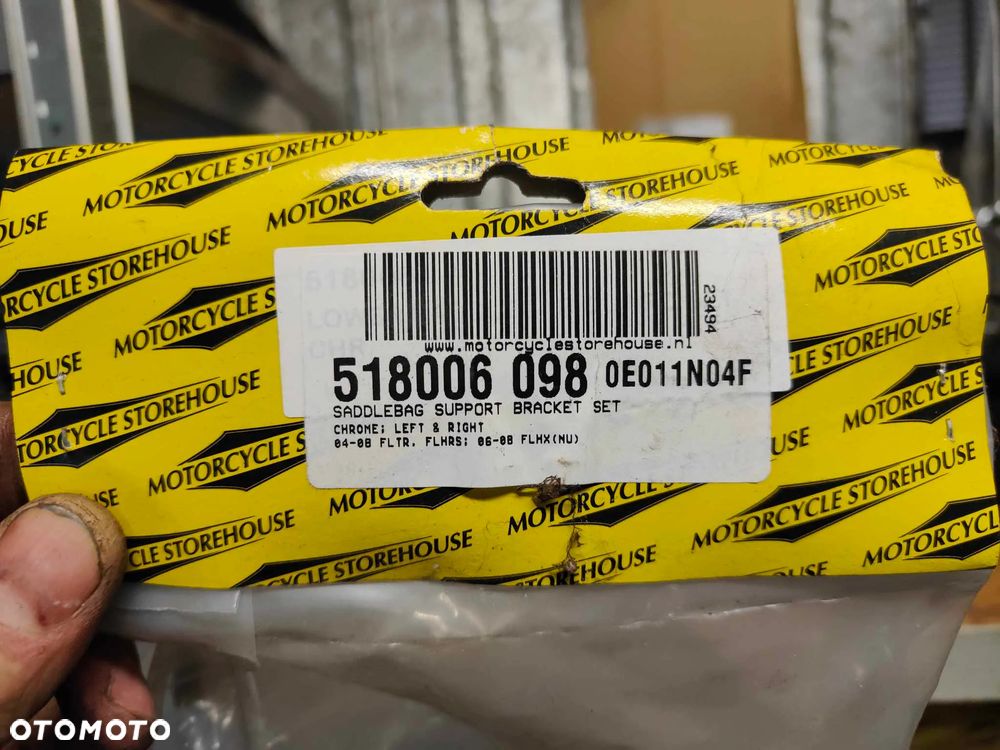 MOTORCYCLE STOREHOUSE
23494
www.motorcyclestorehouse.nl
518006 098 0E011N04F
SADDLEBAG SUPPORT BRACKET SET
CHROME; LEFT & RIGHT
04-08 FLTR, FLHRS; 06-08 FLHX(NU)
OTOMOTO